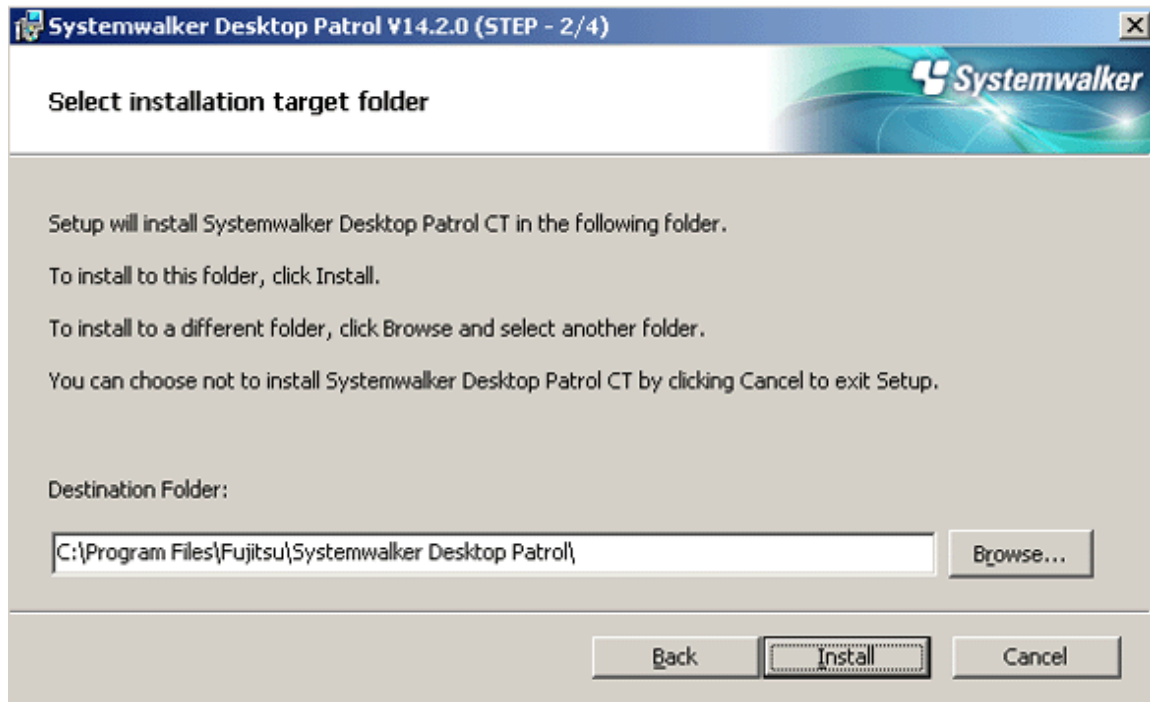 Systemwalker Desktop Patrol V14.2.0 (STEP - 2/4)
Systemwalker
Select installation target folder
Setup will install Systemwalker Desktop Patrol CT in the following folder.
To install to this folder, click Install.
To install to a different folder, click Browse and select another folder.
You can choose not to install Systemwalker Desktop Patrol CT by clicking Cancel to exit Setup.
Destination Folder:
C:\Program Files\Fujitsu\Systemwalker Desktop Patrol\
Browse...
Back
Install
Cancel